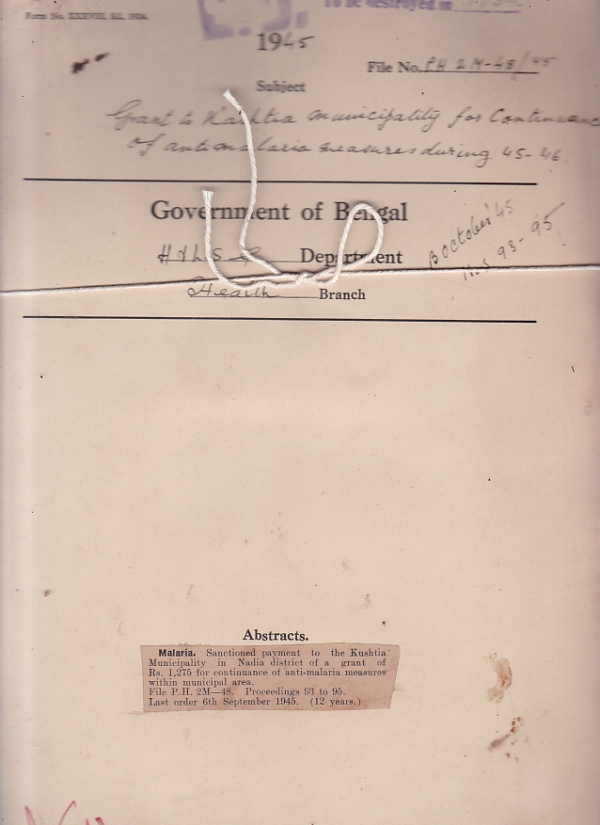 Form No. XXXVII, S.I. 1934.
To be destroyed in
1945
File No. PH 2M-48/45
Subject
Grant to Kushtia Municipality for Continuance
of anti malaria measures during 45-46.
Government of Bengal
Department
Health Branch
B October '45
Nos 93-95
Abstracts.
Malaria. Sanctioned payment to the Kushtia
Municipality in Nadia district of a grant of
Rs. 1,275 for continuance of anti-malaria measures
within municipal area.
File P.H. 2M—48. Proceedings 93 to 95.
Last order 6th September 1945. (12 years.)